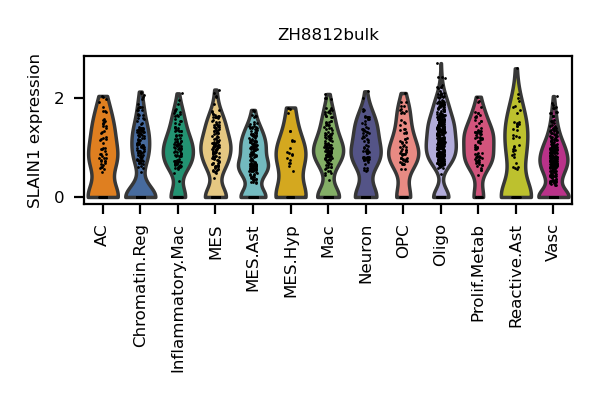 ZH8812bulk
SLAIN1 expression
2
0
AC
Chromatin.Reg
Inflammatory.Mac
MES
MES.Ast
MES.Hyp
Mac
Neuron
OPC
Oligo
Prolif.Metab
Reactive.Ast
Vasc